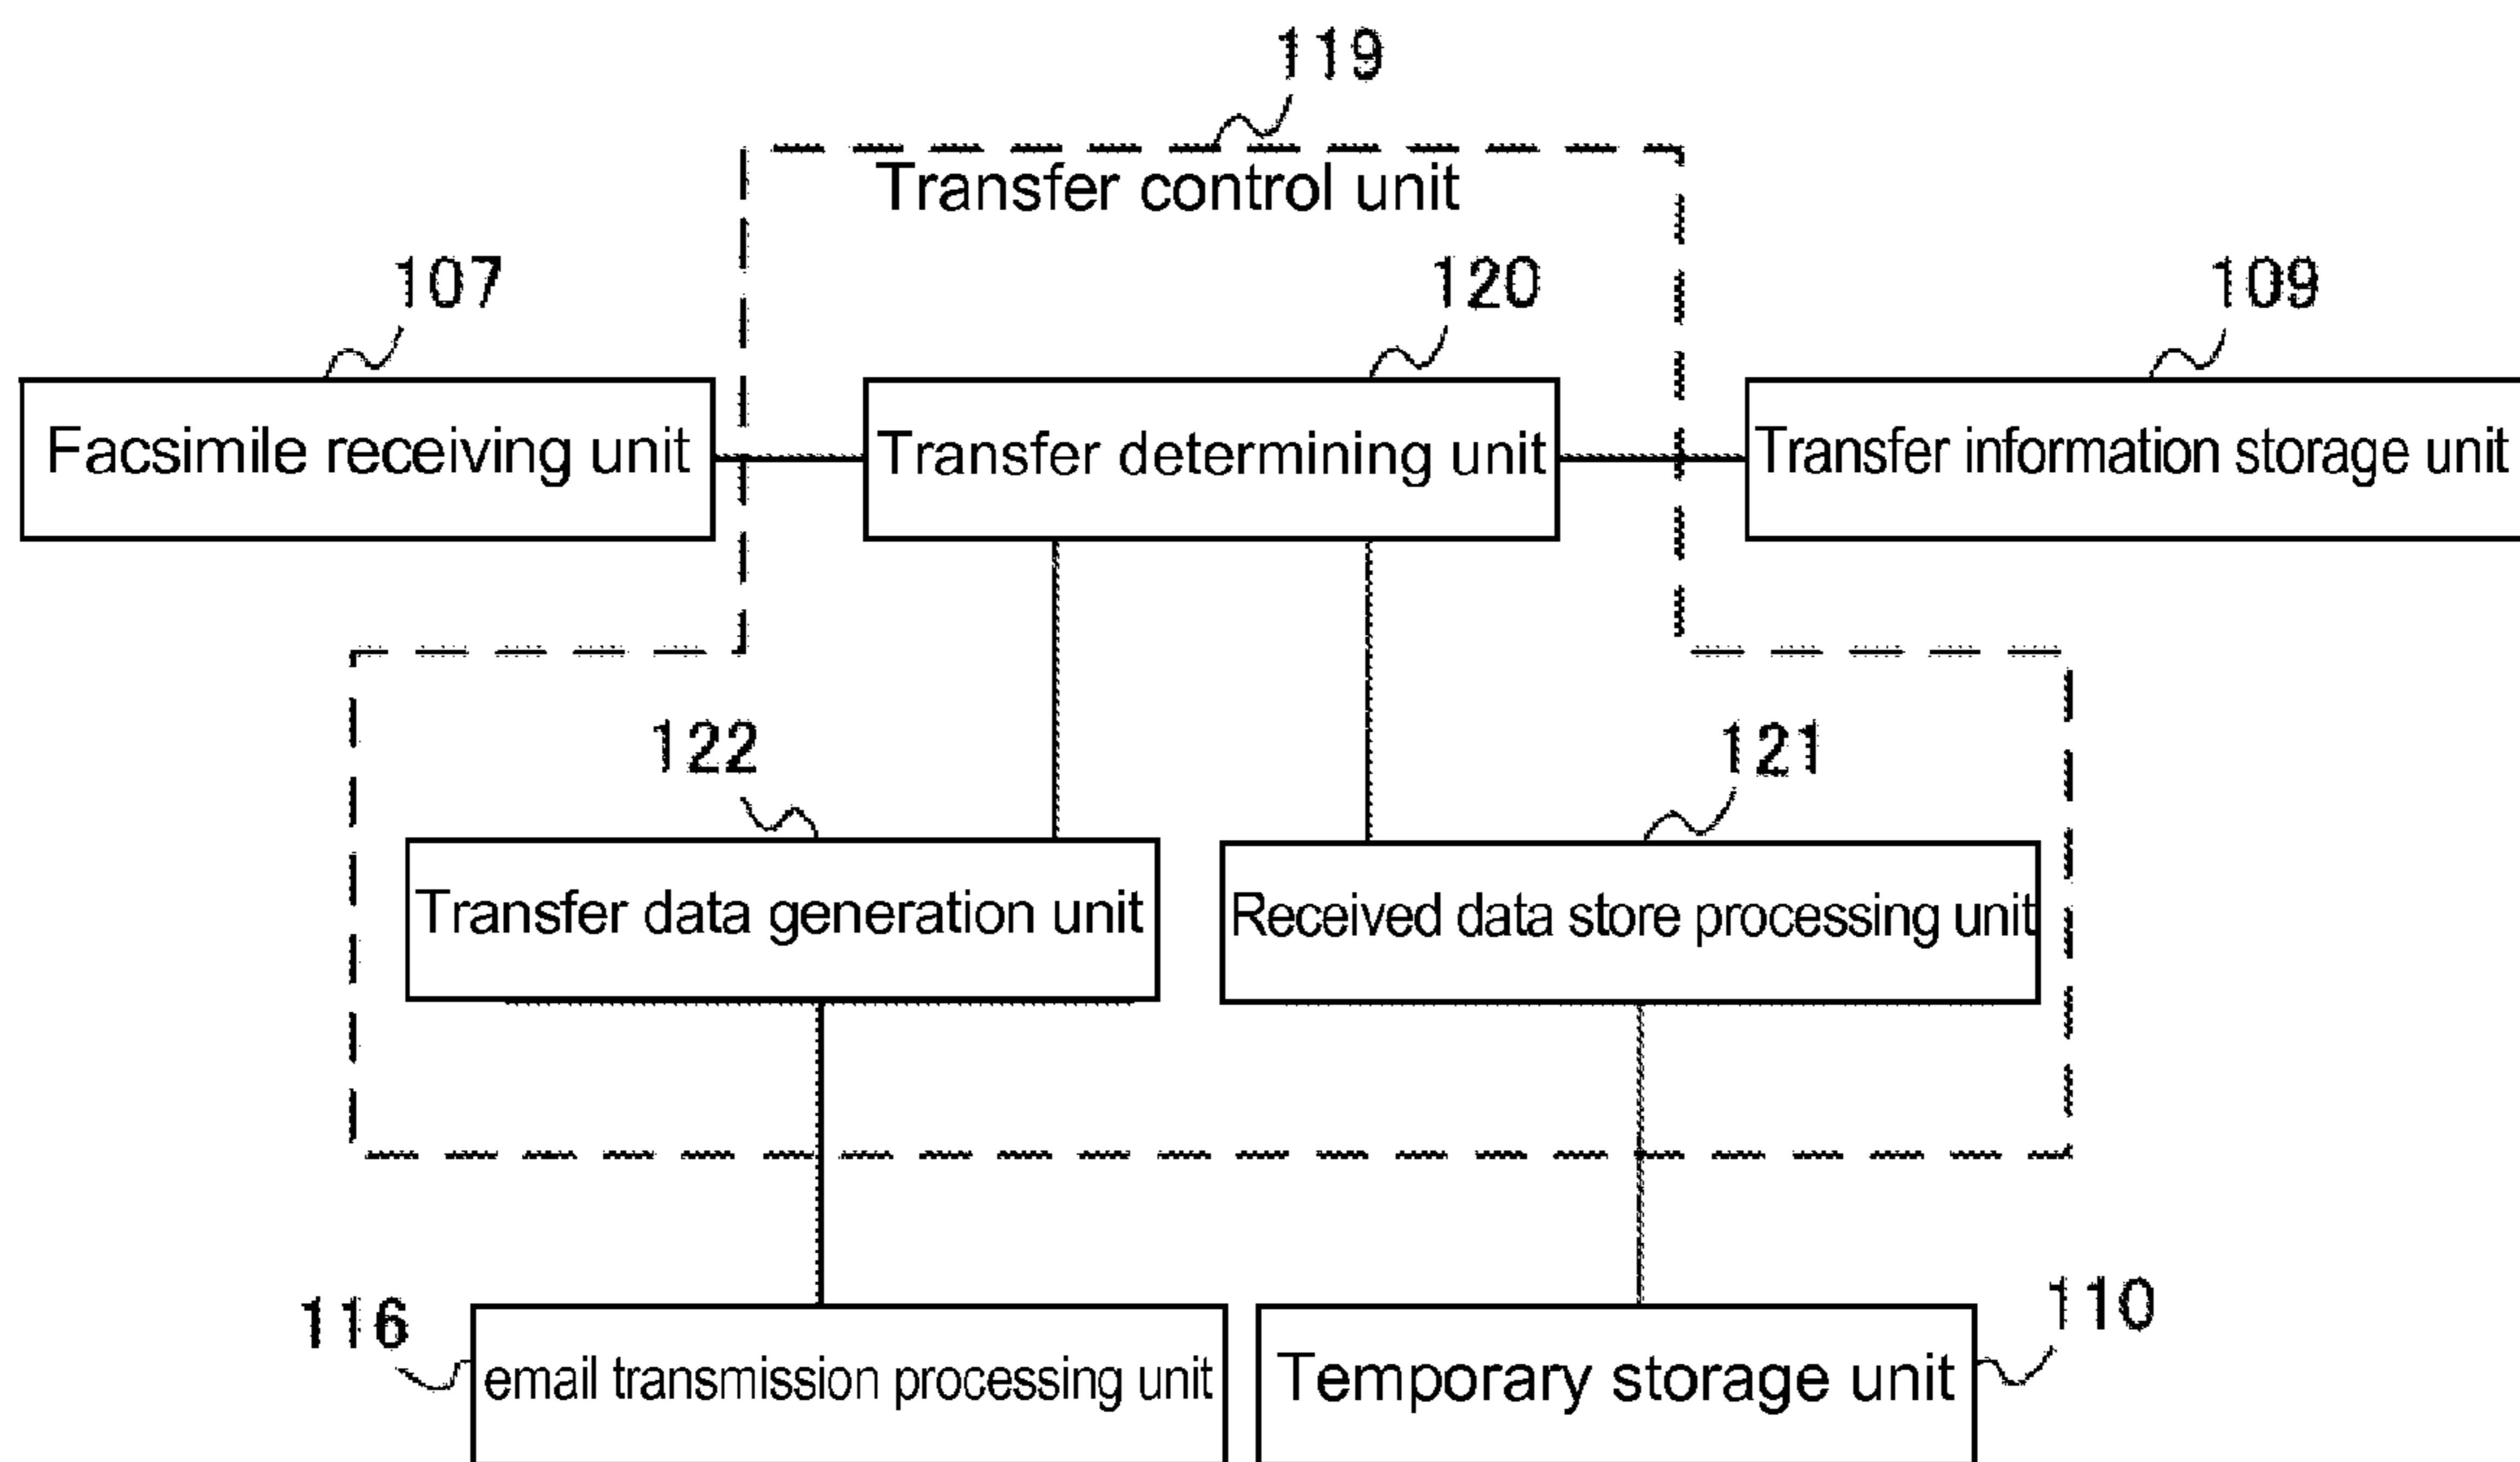 119
Transfer control unit
107
120
109
Facsimile receiving unit
Transfer determining unit
Transfer information storage unit
122
121
Transfer data generation unit
Received data store processing unit
116
110
email transmission processing unit
Temporary storage unit